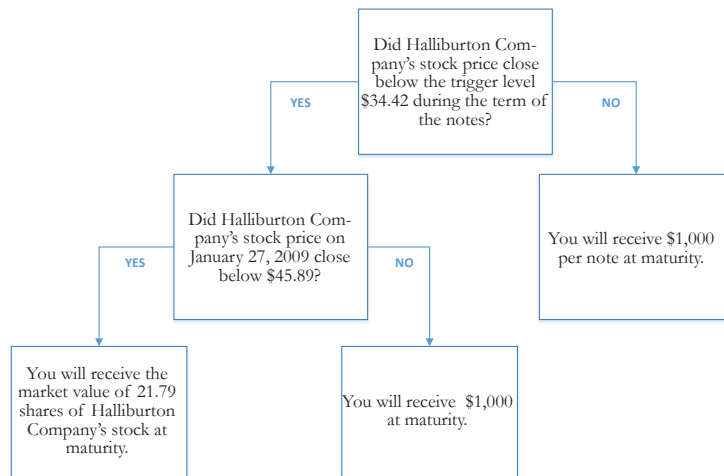 Did Halliburton Com-
pany's stock price close
below the trigger level
$34.42 during the term of
the notes?
YES
NO
Did Halliburton Com-
pany's stock price on
January 27, 2009 close
below $45.89?
You will receive $1,000
per note at maturity.
YES
NO
You will receive the
market value of 21.79
shares of Halliburton
Company's stock at
maturity.
You will receive $1,000
at maturity.